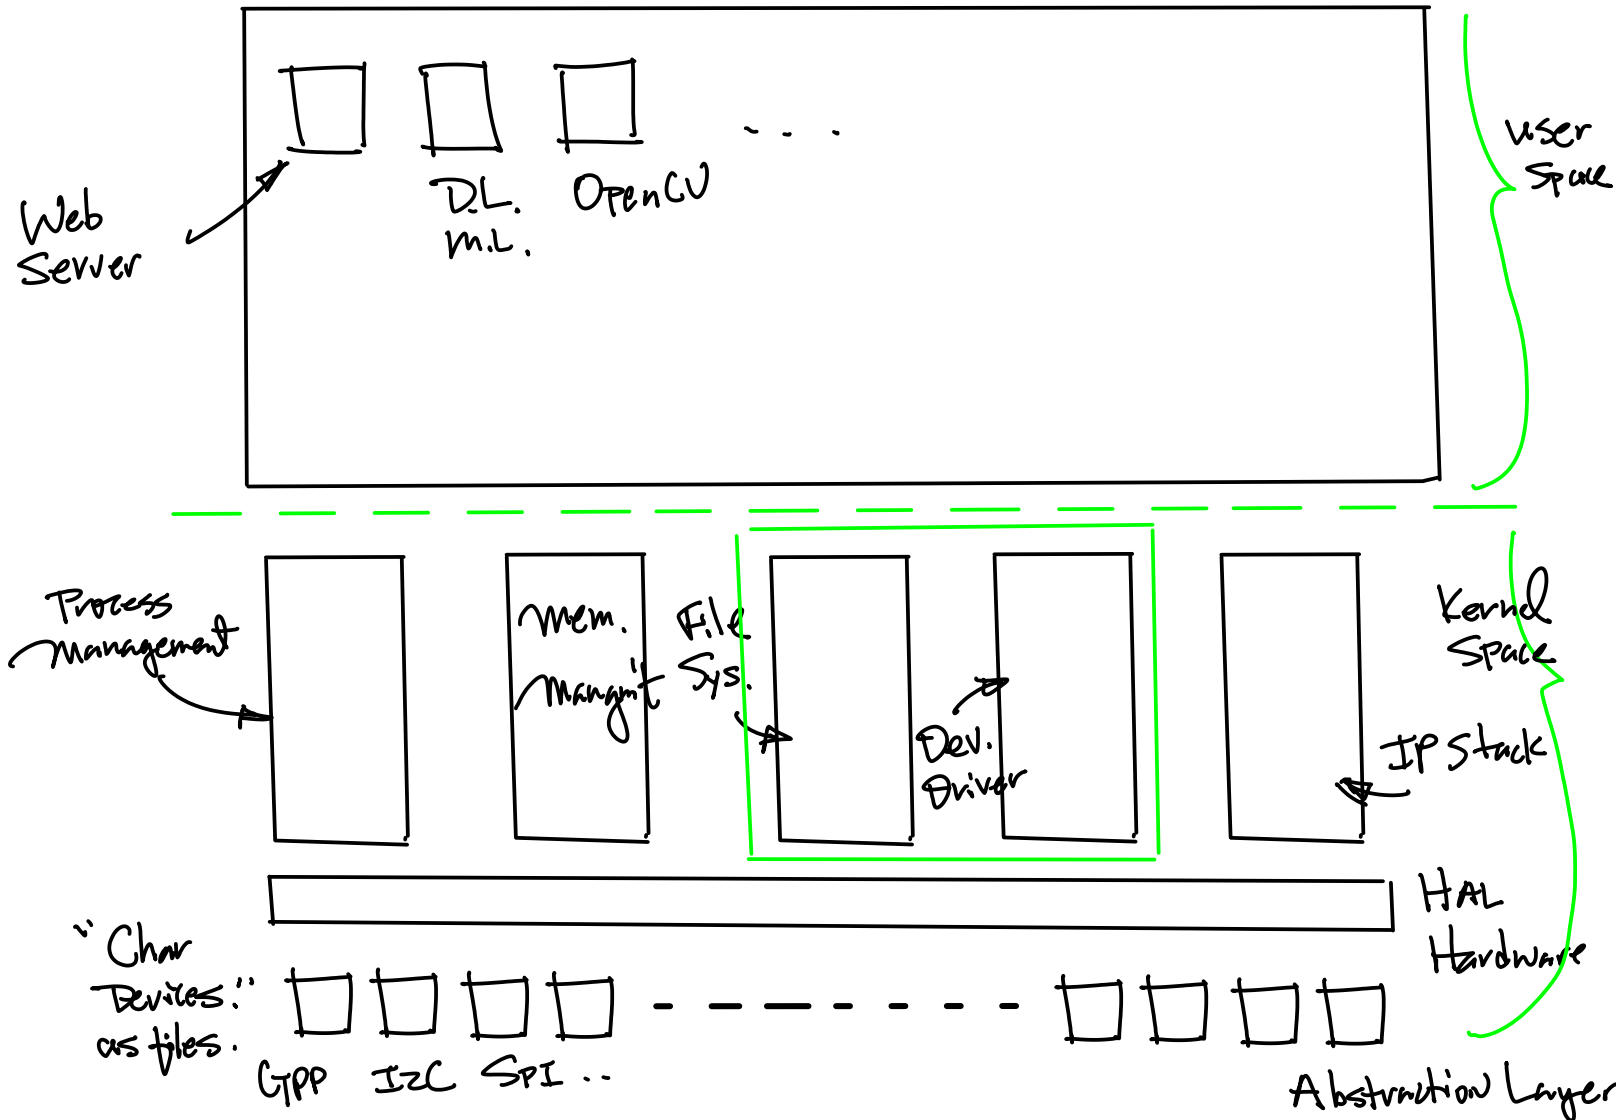 user
Space
Web
Server
D.L.
M.L.
OpenCV
Process
Management
Mem.
Mangm't
File
Sys.
Dev.
Driver
Kernel
Space
IP Stack
HAL
Hardware
Abstraction Layer
"Char
Devices."
as files.
GPP I2C SPI ..